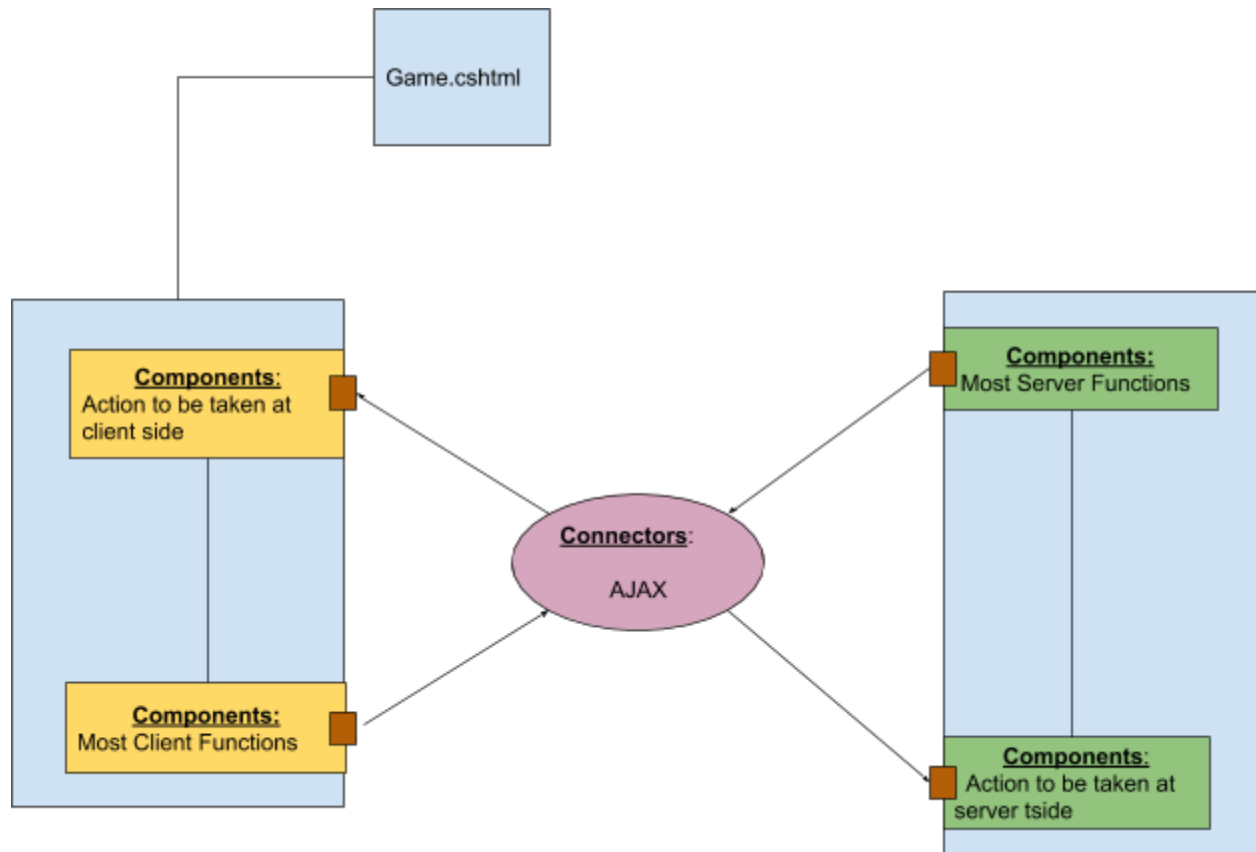 Game.cshtml
Components:
Action to be taken at
client side
Components:
Most Server Functions
Connectors:
AJAX
Components:
Most Client Functions
Components:
Action to be taken at
server tside